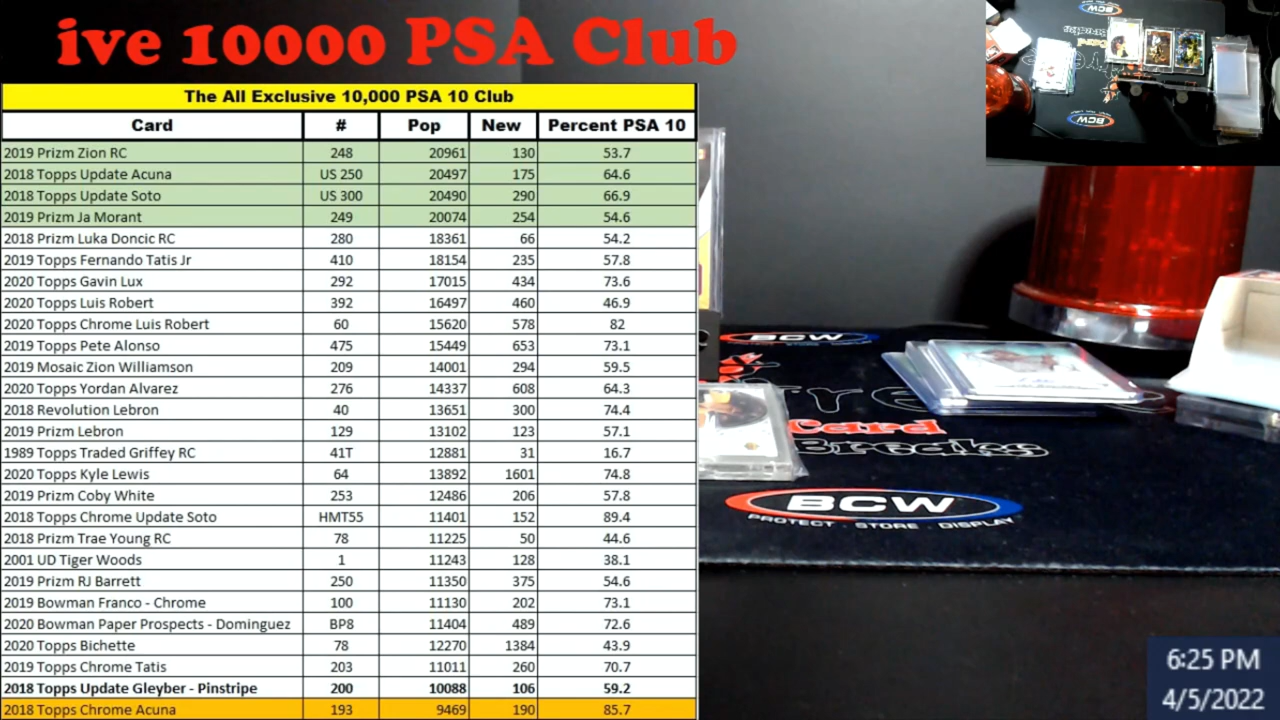 ive 10000 PSA Club
The All Exclusive 10,000 PSA 10 Club
Card # Pop New Percent PSA 10
2019 Prizm Zion RC 248 20961 130 53.7
2018 Topps Update Acuna US 250 20497 175 64.6
2018 Topps Update Soto US 300 20490 290 66.9
2019 Prizm Ja Morant 249 20074 254 54.6
2018 Prizm Luka Doncic RC 280 18361 66 54.2
2019 Topps Fernando Tatis Jr 410 18154 235 57.8
2020 Topps Gavin Lux 292 17015 434 73.6
2020 Topps Luis Robert 392 16497 460 46.9
2020 Topps Chrome Luis Robert 60 15620 578 82
2019 Topps Pete Alonso 475 15449 653 73.1
2019 Mosaic Zion Williamson 209 14001 294 59.5
2020 Topps Yordan Alvarez 276 14337 608 64.3
2018 Revolution Lebron 40 13651 300 74.4
2019 Prizm Lebron 129 13102 123 57.1
1989 Topps Traded Griffey RC 41T 12881 31 16.7
2020 Topps Kyle Lewis 64 13892 1601 74.8
2019 Prizm Coby White 253 12486 206 57.8
2018 Topps Chrome Update Soto HMT55 11401 152 89.4
2018 Prizm Trae Young RC 78 11225 50 44.6
2001 UD Tiger Woods 1 11243 128 38.1
2019 Prizm RJ Barrett 250 11350 375 54.6
2019 Bowman Franco - Chrome 100 11130 202 73.1
2020 Bowman Paper Prospects - Dominguez BP8 11404 489 72.6
2020 Topps Bichette 78 12270 1384 43.9
2019 Topps Chrome Tatis 203 11011 260 70.7
2018 Topps Update Gleyber - Pinstripe 200 10088 106 59.2
2018 Topps Chrome Acuna 193 9469 190 85.7
BCW
BCW
BCW
Card
Breaks
BCW
PROTECT · STORE · DISPLAY
6:25 PM
4/5/2022